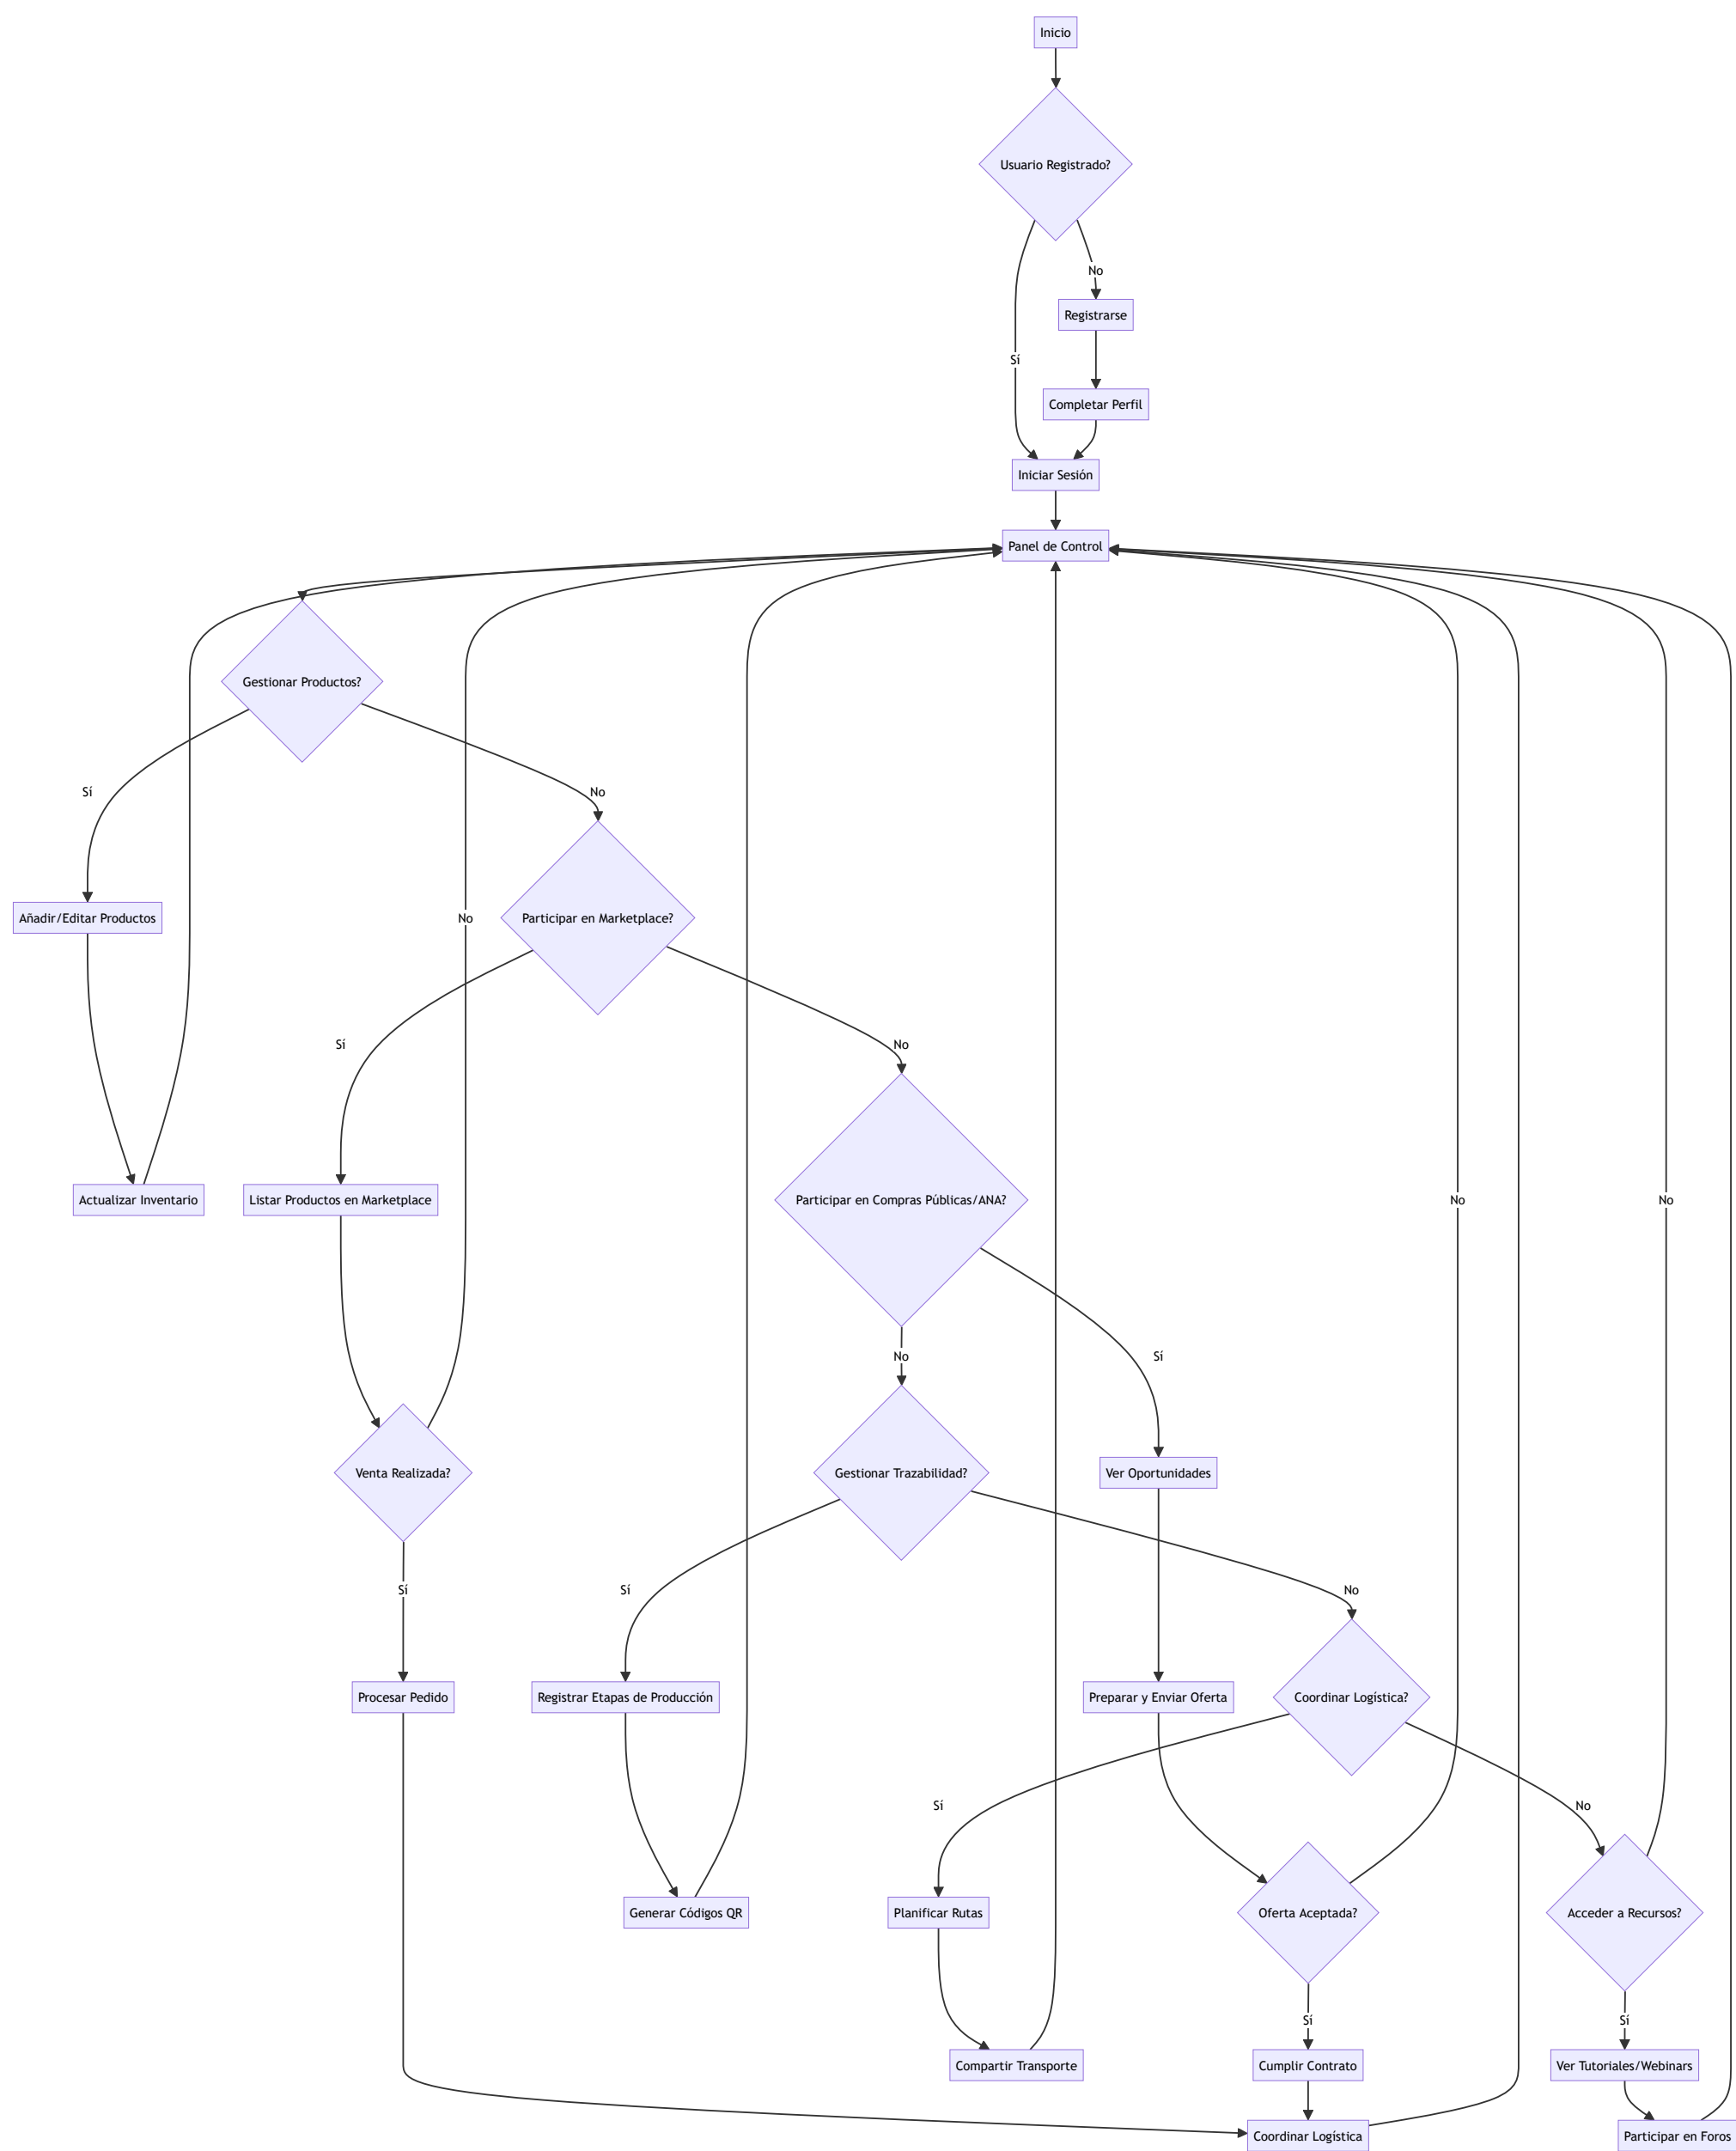 Inicio
Usuario Registrado?
No
Registrarse
Sí
Completar Perfil
Iniciar Sesión
Panel de Control
Gestionar Productos?
Sí
No
Añadir/Editar Productos
No
Participar en Marketplace?
Sí
No
Actualizar Inventario
Listar Productos en Marketplace
Participar en Compras Públicas/ANA?
No
No
No
Sí
Venta Realizada?
Gestionar Trazabilidad?
Ver Oportunidades
Sí
Sí
No
Procesar Pedido
Registrar Etapas de Producción
Preparar y Enviar Oferta
Coordinar Logística?
Sí
No
Generar Códigos QR
Planificar Rutas
Oferta Aceptada?
Acceder a Recursos?
Sí
Sí
Compartir Transporte
Cumplir Contrato
Ver Tutoriales/Webinars
Coordinar Logística
Participar en Foros